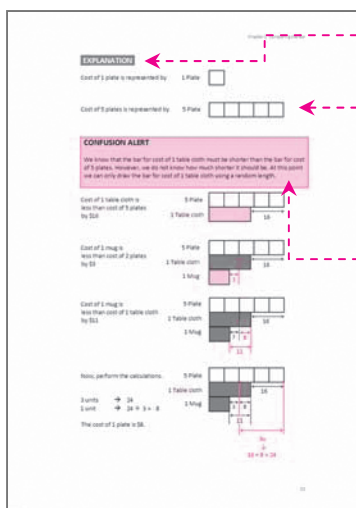 Chapter
EXPLANATION
Cost of 1 plate is represented by 1 Plate
Cost of 5 plates is represented by 5 Plate
CONFUSION ALERT
We know that the bar for cost of 1 table cloth must be shorter than the bar for cost
of 5 plates. However, we do not know how much shorter it should be. At this point
we can only draw the bar for cost of 1 table cloth using a random length.
Cost of 1 table cloth is 5 Plate
less than cost of 5 plates 1 Table cloth
by $16 16
Cost of 1 mug is 5 Plate
less than cost of 2 plates 1 Table cloth 16
by $3 1 Mug
Cost of 1 mug is 5 Plate
less than cost of 1 table cloth 1 Table cloth 16
by $11 1 Mug 8
11
Now, perform the calculations. 5 Plate
1 Table cloth 16
3 units → 24 1 Mug 3 8
1 unit → 24 ÷ 3 = 8 11
The cost of 1 plate is $8. 3u
16 + 8 = 24